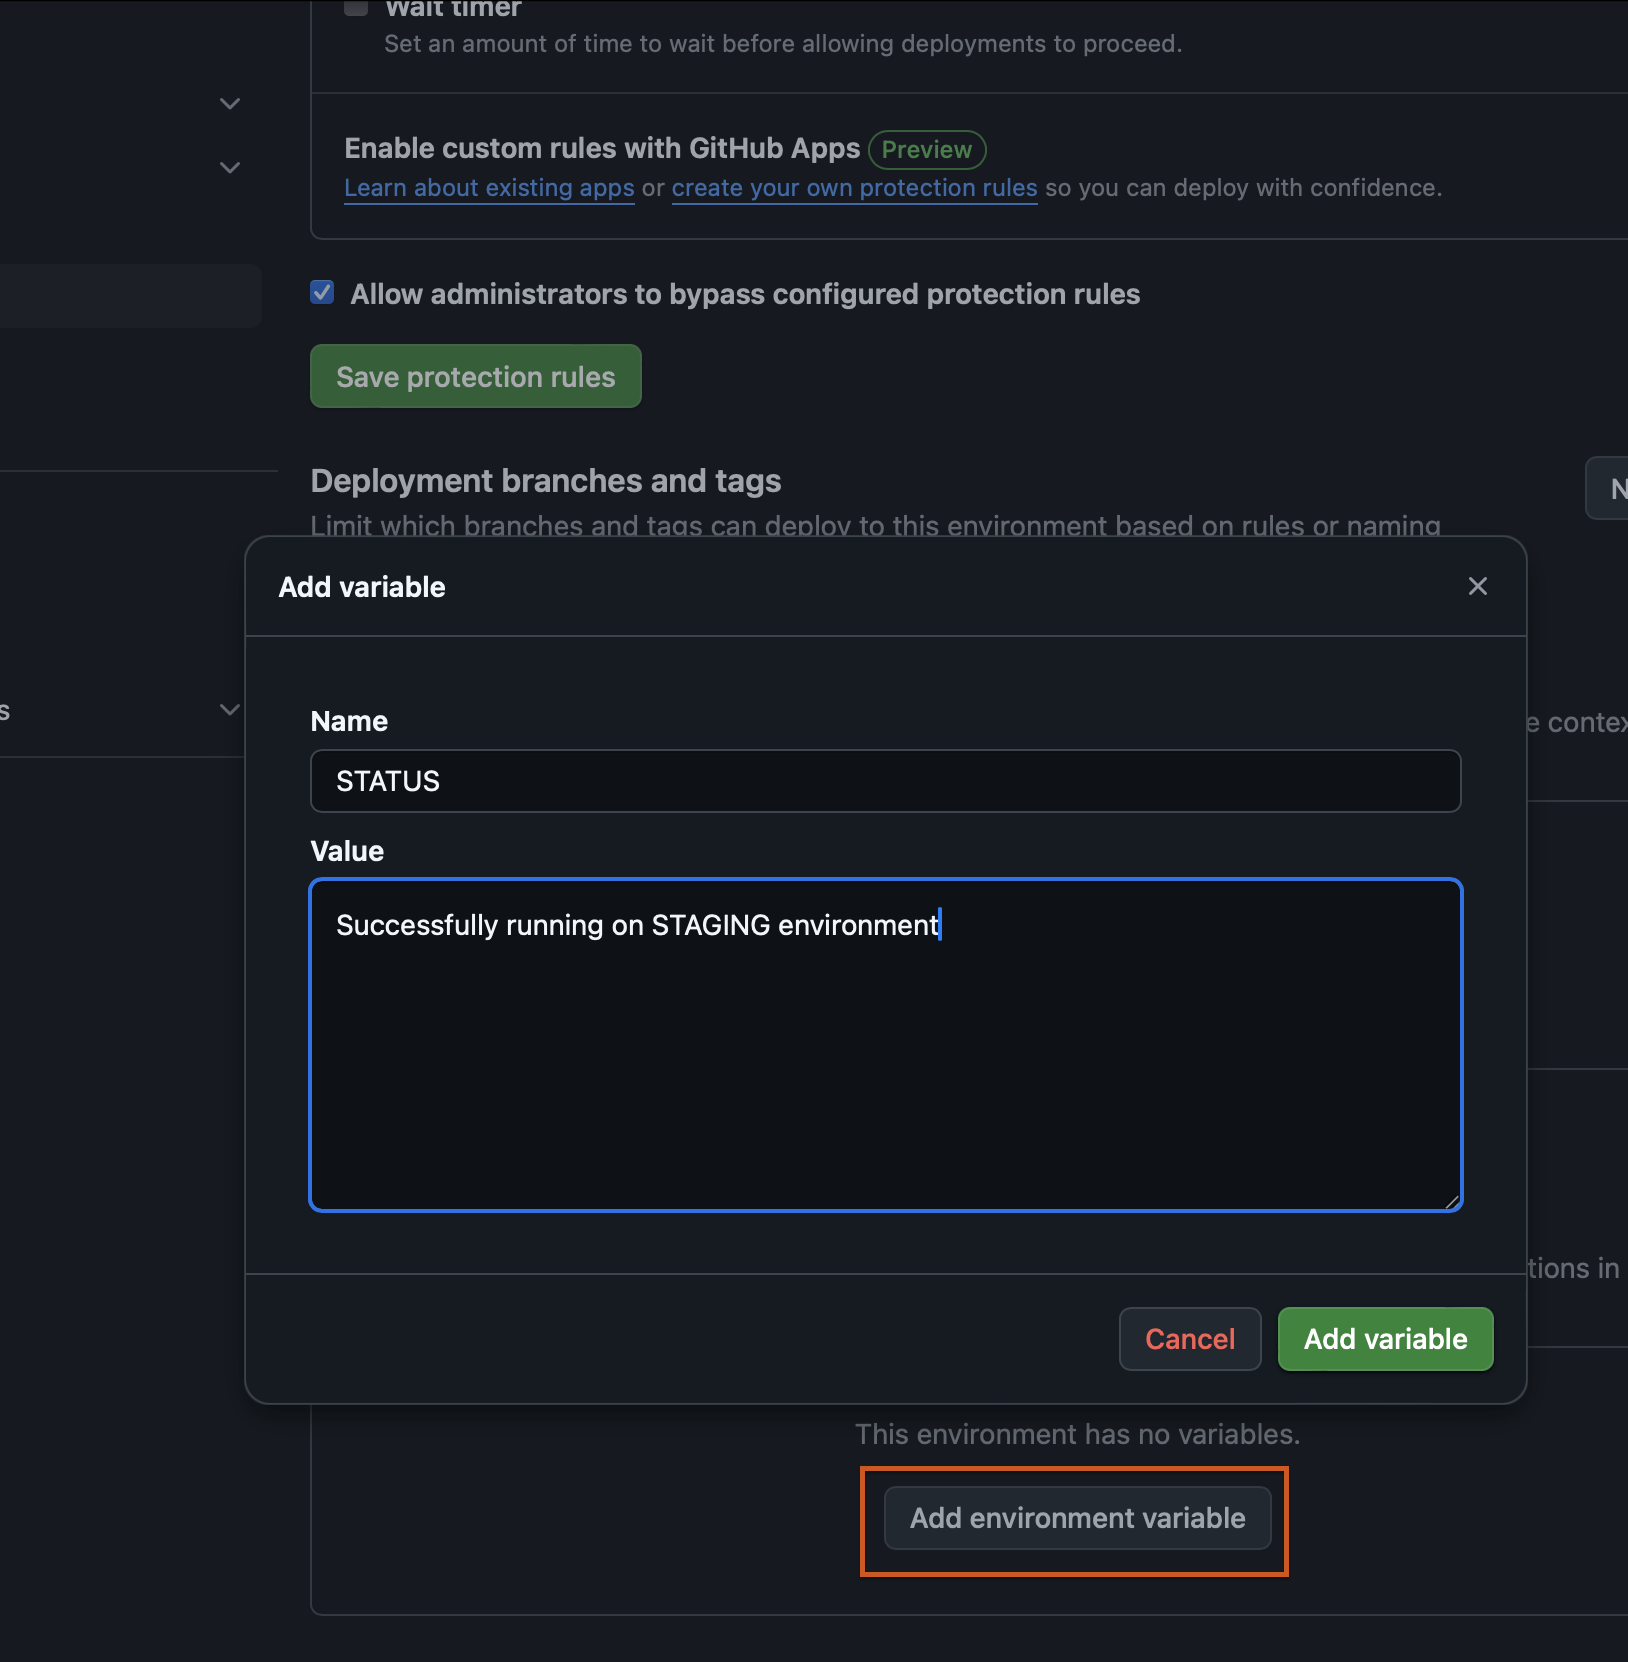 Wait timer
Set an amount of time to wait before allowing deployments to proceed.
Enable custom rules with GitHub Apps Preview
Learn about existing apps or create your own protection rules so you can deploy with confidence.
Allow administrators to bypass configured protection rules
Save protection rules
Deployment branches and tags
N
Limit which branches and tags can deploy to this environment based on rules or naming
Add variable
s
Name
e contex
STATUS
Value
Successfully running on STAGING environment
tions in
Cancel Add variable
This environment has no variables.
Add environment variable